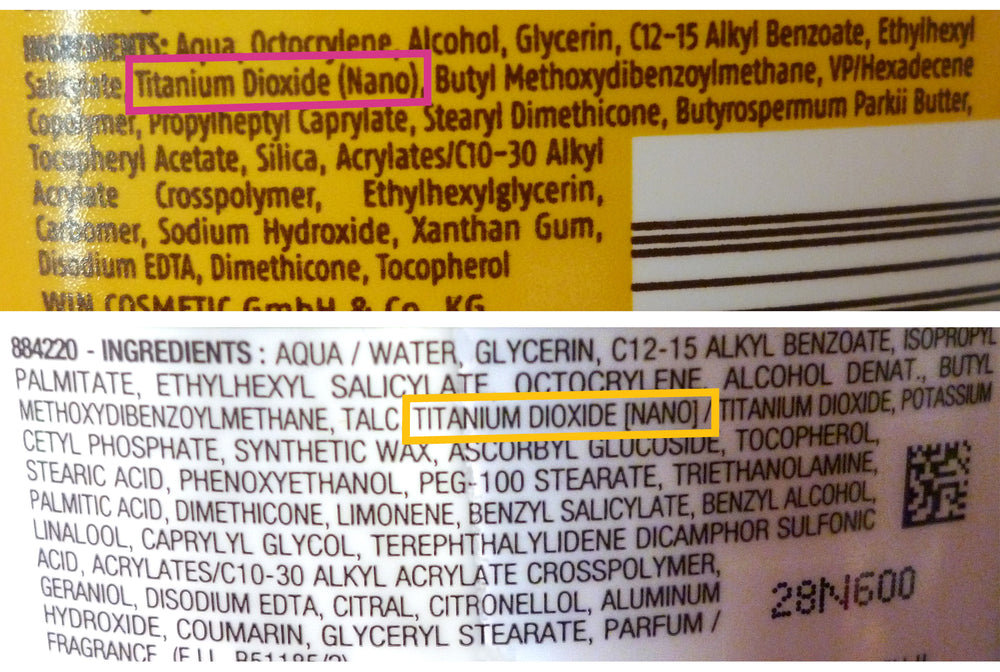 INGREDIENTS: Aqua, Octocrylene, Alcohol, Glycerin, C12-15 Alkyl Benzoate, Ethylhexyl
Salicylate, Titanium Dioxide (Nano), Butyl Methoxydibenzoylmethane, VP/Hexadecene
Copolymer, Propylheptyl Caprylate, Stearyl Dimethicone, Butyrospermum Parkii Butter,
Tocopheryl Acetate, Silica, Acrylates/C10-30 Alkyl
Acrylate Crosspolymer, Ethylhexylglycerin,
Carbomer, Sodium Hydroxide, Xanthan Gum,
Disodium EDTA, Dimethicone, Tocopherol
WIN COSMETIC GmbH & Co. KG
884220 - INGREDIENTS : AQUA / WATER, GLYCERIN, C12-15 ALKYL BENZOATE, ISOPROPYL
PALMITATE, ETHYLHEXYL SALICYLATE, OCTOCRYLENE, ALCOHOL DENAT., BUTYL
METHOXYDIBENZOYLMETHANE, TALC, TITANIUM DIOXIDE [NANO] / TITANIUM DIOXIDE, POTASSIUM
CETYL PHOSPHATE, SYNTHETIC WAX, ASCORBYL GLUCOSIDE, TOCOPHEROL,
STEARIC ACID, PHENOXYETHANOL, PEG-100 STEARATE, TRIETHANOLAMINE,
PALMITIC ACID, DIMETHICONE, LIMONENE, BENZYL SALICYLATE, BENZYL ALCOHOL,
LINALOOL, CAPRYLYL GLYCOL, TEREPHTHALYLIDENE DICAMPHOR SULFONIC
ACID, ACRYLATES/C10-30 ALKYL ACRYLATE CROSSPOLYMER,
GERANIOL, DISODIUM EDTA, CITRAL, CITRONELLOL, ALUMINUM
HYDROXIDE, COUMARIN, GLYCERYL STEARATE, PARFUM /
FRAGRANCE
28N600